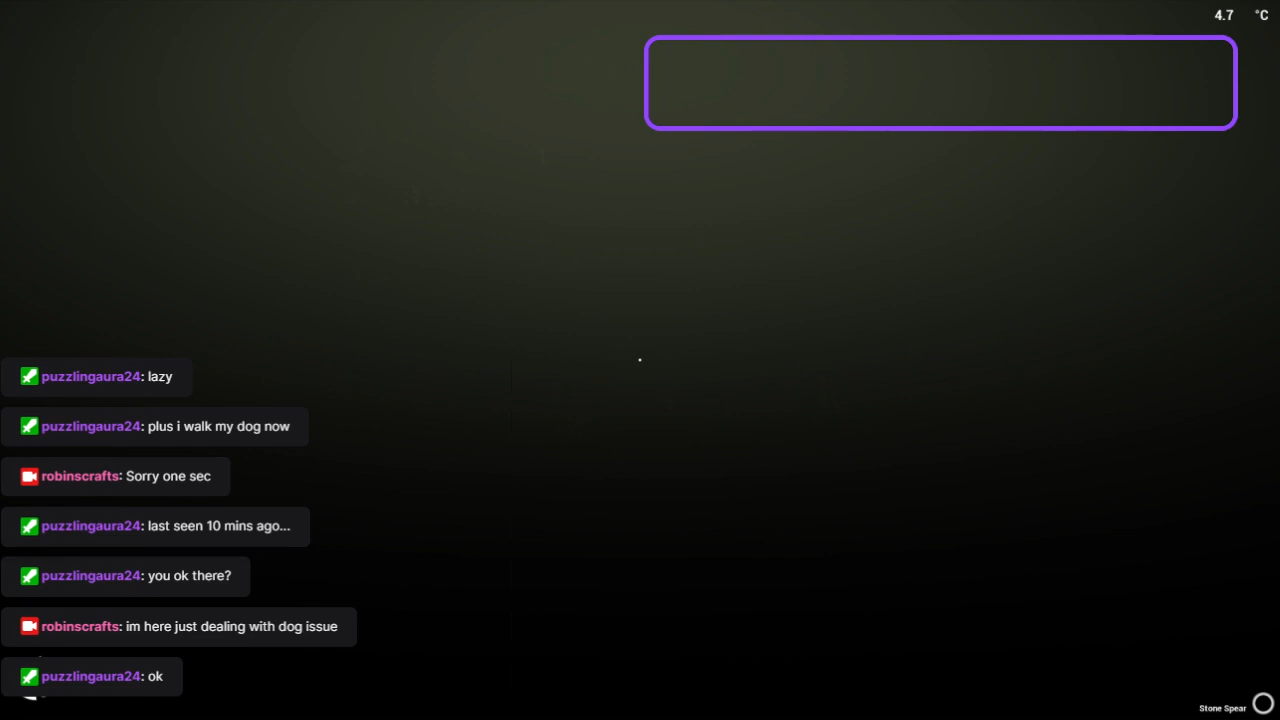 4.7 °C
puzzlingaura24: lazy
puzzlingaura24: plus i walk my dog now
robinscrafts: Sorry one sec
puzzlingaura24: last seen 10 mins ago...
puzzlingaura24: you ok there?
robinscrafts: im here just dealing with dog issue
puzzlingaura24: ok
Stone Spear